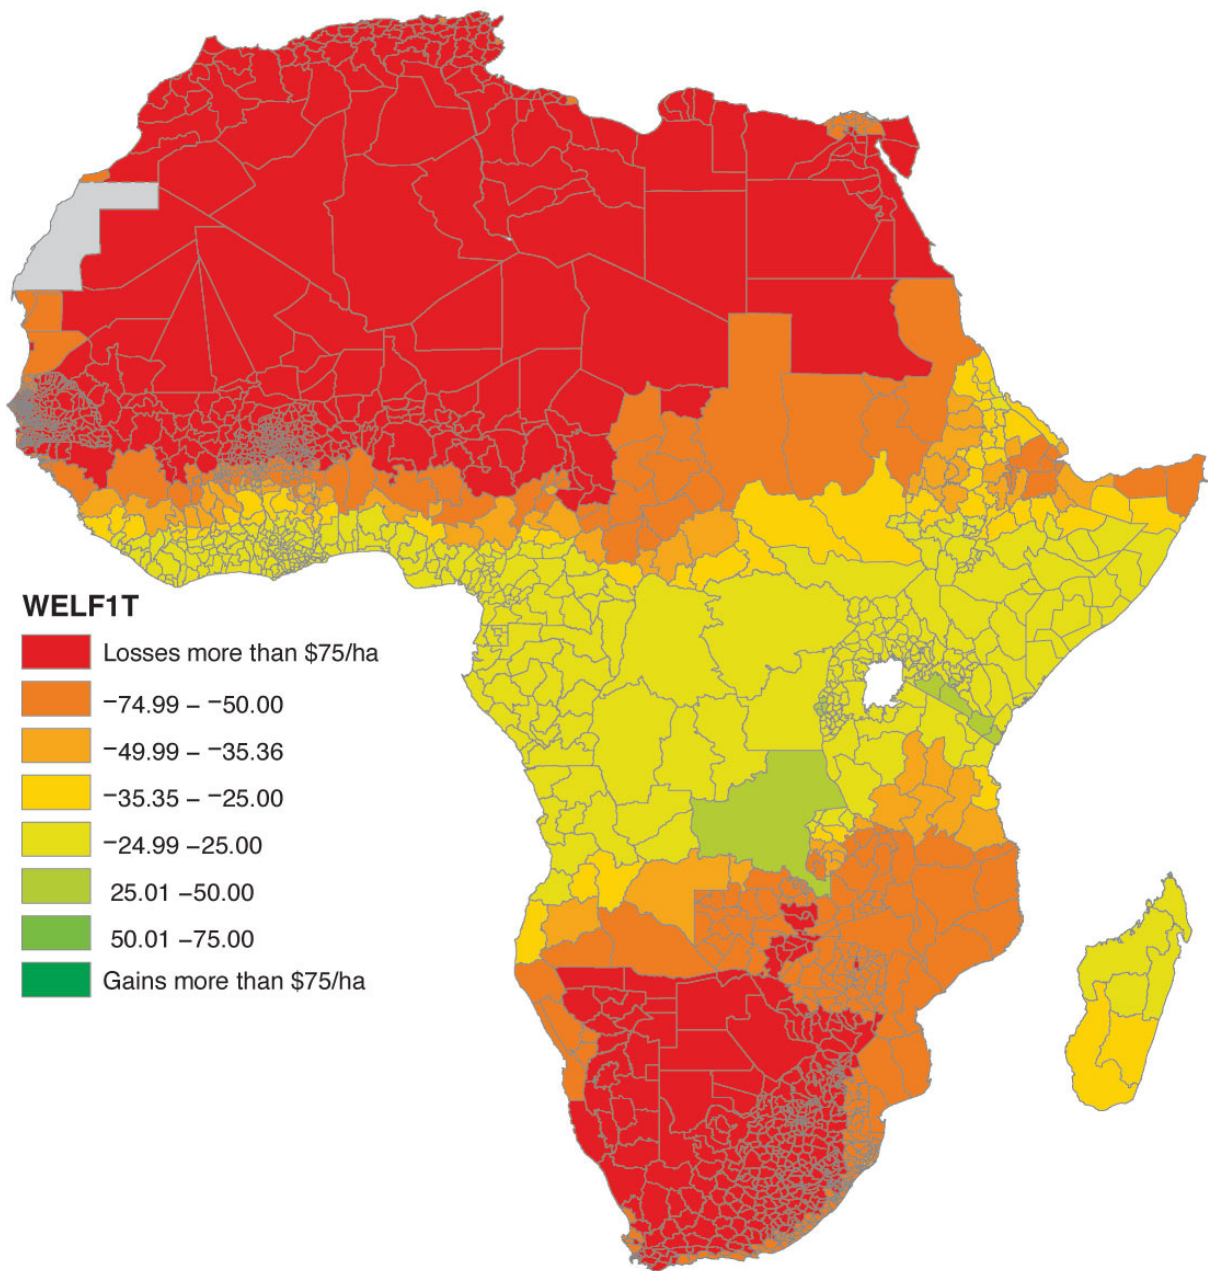 WELF1T
Losses more than $75/ha
−74.99 – −50.00
−49.99 – −35.36
−35.35 – −25.00
−24.99 –25.00
25.01 –50.00
50.01 –75.00
Gains more than $75/ha